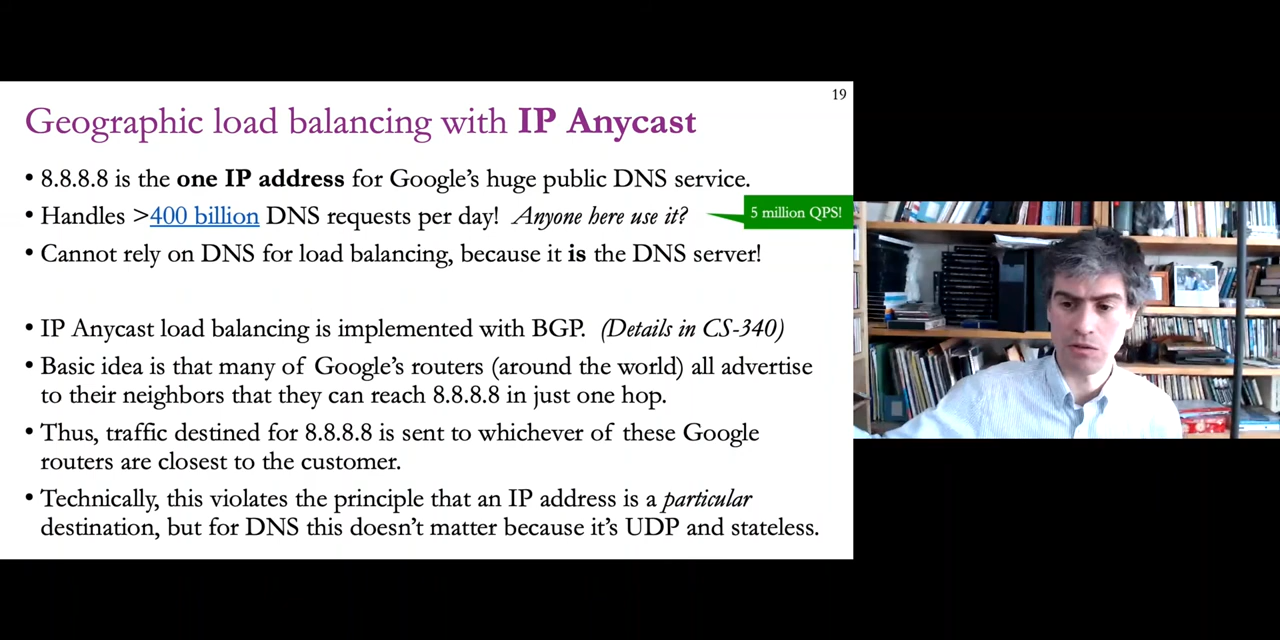 19
Geographic load balancing with IP Anycast
• 8.8.8.8 is the one IP address for Google's huge public DNS service.
• Handles >400 billion DNS requests per day! Anyone here use it?
5 million QPS!
• Cannot rely on DNS for load balancing, because it is the DNS server!
• IP Anycast load balancing is implemented with BGP. (Details in CS-340)
• Basic idea is that many of Google's routers (around the world) all advertise
to their neighbors that they can reach 8.8.8.8 in just one hop.
• Thus, traffic destined for 8.8.8.8 is sent to whichever of these Google
routers are closest to the customer.
• Technically, this violates the principle that an IP address is a particular
destination, but for DNS this doesn't matter because it's UDP and stateless.